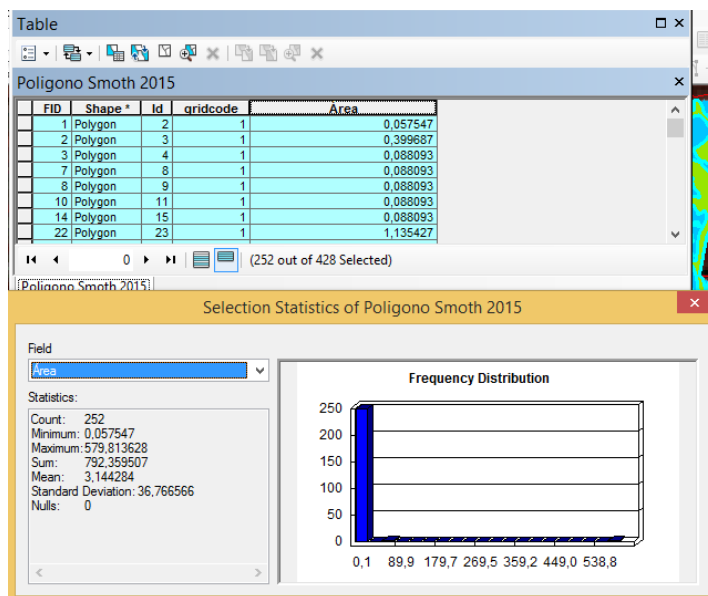 Table
Poligono Smoth 2015
FID Shape * Id gridcode Àrea
1 Polygon 2 1 0,057547
2 Polygon 3 1 0,399687
3 Polygon 4 1 0,088093
7 Polygon 8 1 0,088093
8 Polygon 9 1 0,088093
10 Polygon 11 1 0,088093
14 Polygon 15 1 0,088093
22 Polygon 23 1 1,135427
0 (252 out of 428 Selected)
Poligono Smoth 2015
Selection Statistics of Poligono Smoth 2015
Field
Àrea
Statistics:
Count: 252
Minimum: 0,057547
Maximum: 579,813628
Sum: 792,359507
Mean: 3,144284
Standard Deviation: 36,766566
Nulls: 0
Frequency Distribution
250
200
150
100
50
0
0,1 89,9 179,7 269,5 359,2 449,0 538,8